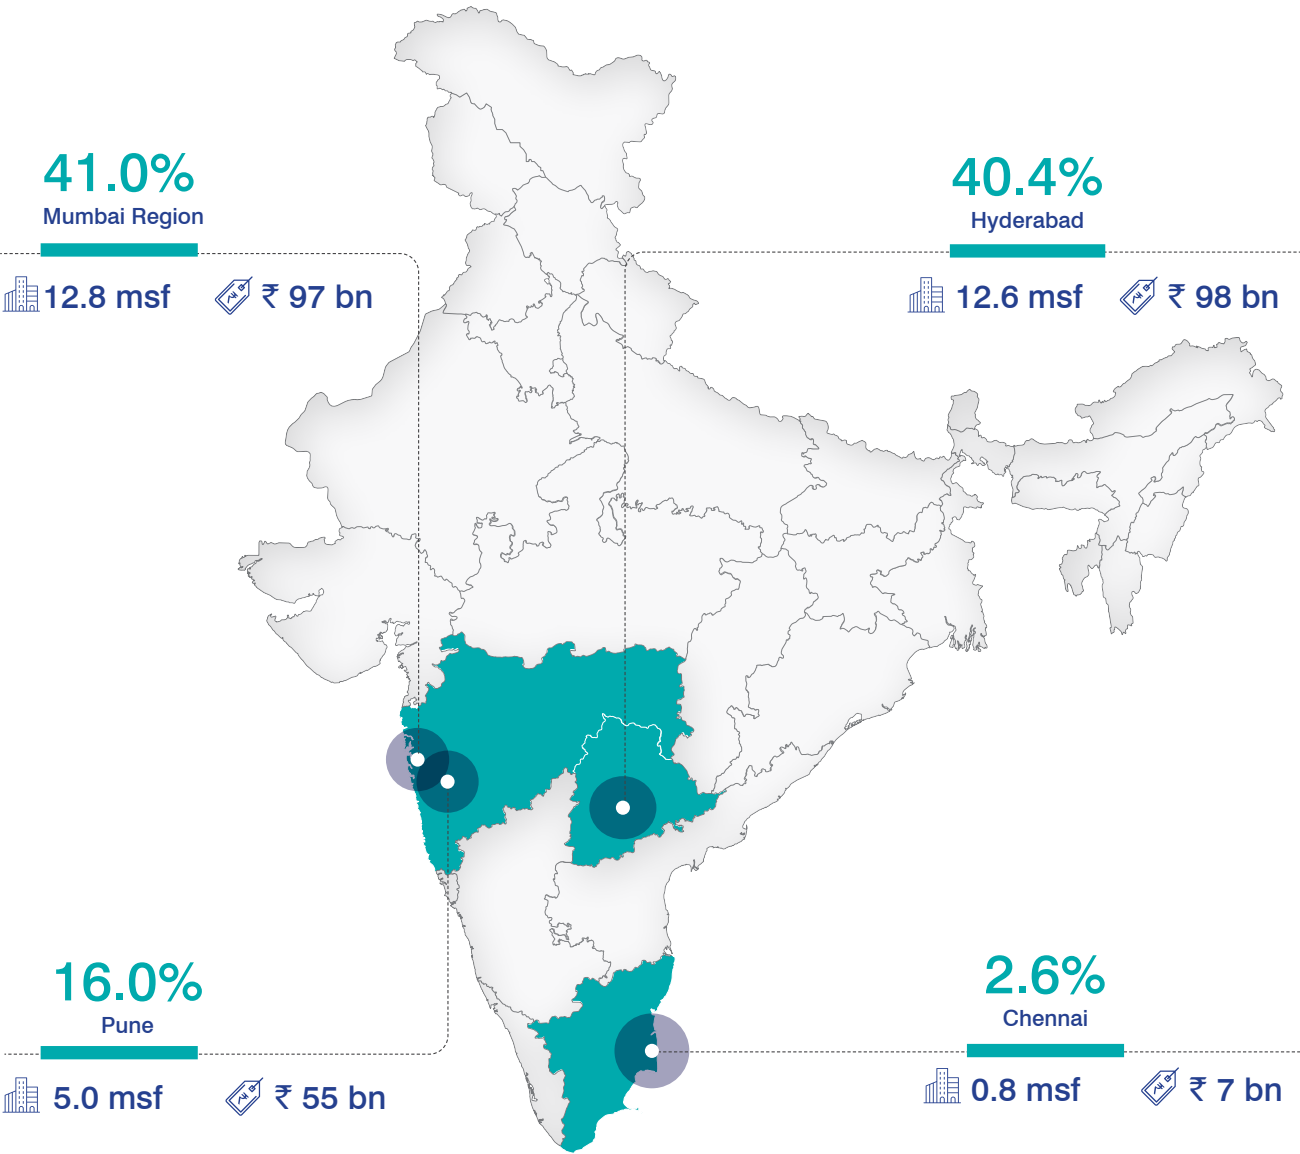 41.0%
Mumbai Region
12.8 msf ₹ 97 bn
40.4%
Hyderabad
12.6 msf ₹ 98 bn
16.0%
Pune
5.0 msf ₹ 55 bn
2.6%
Chennai
0.8 msf ₹ 7 bn